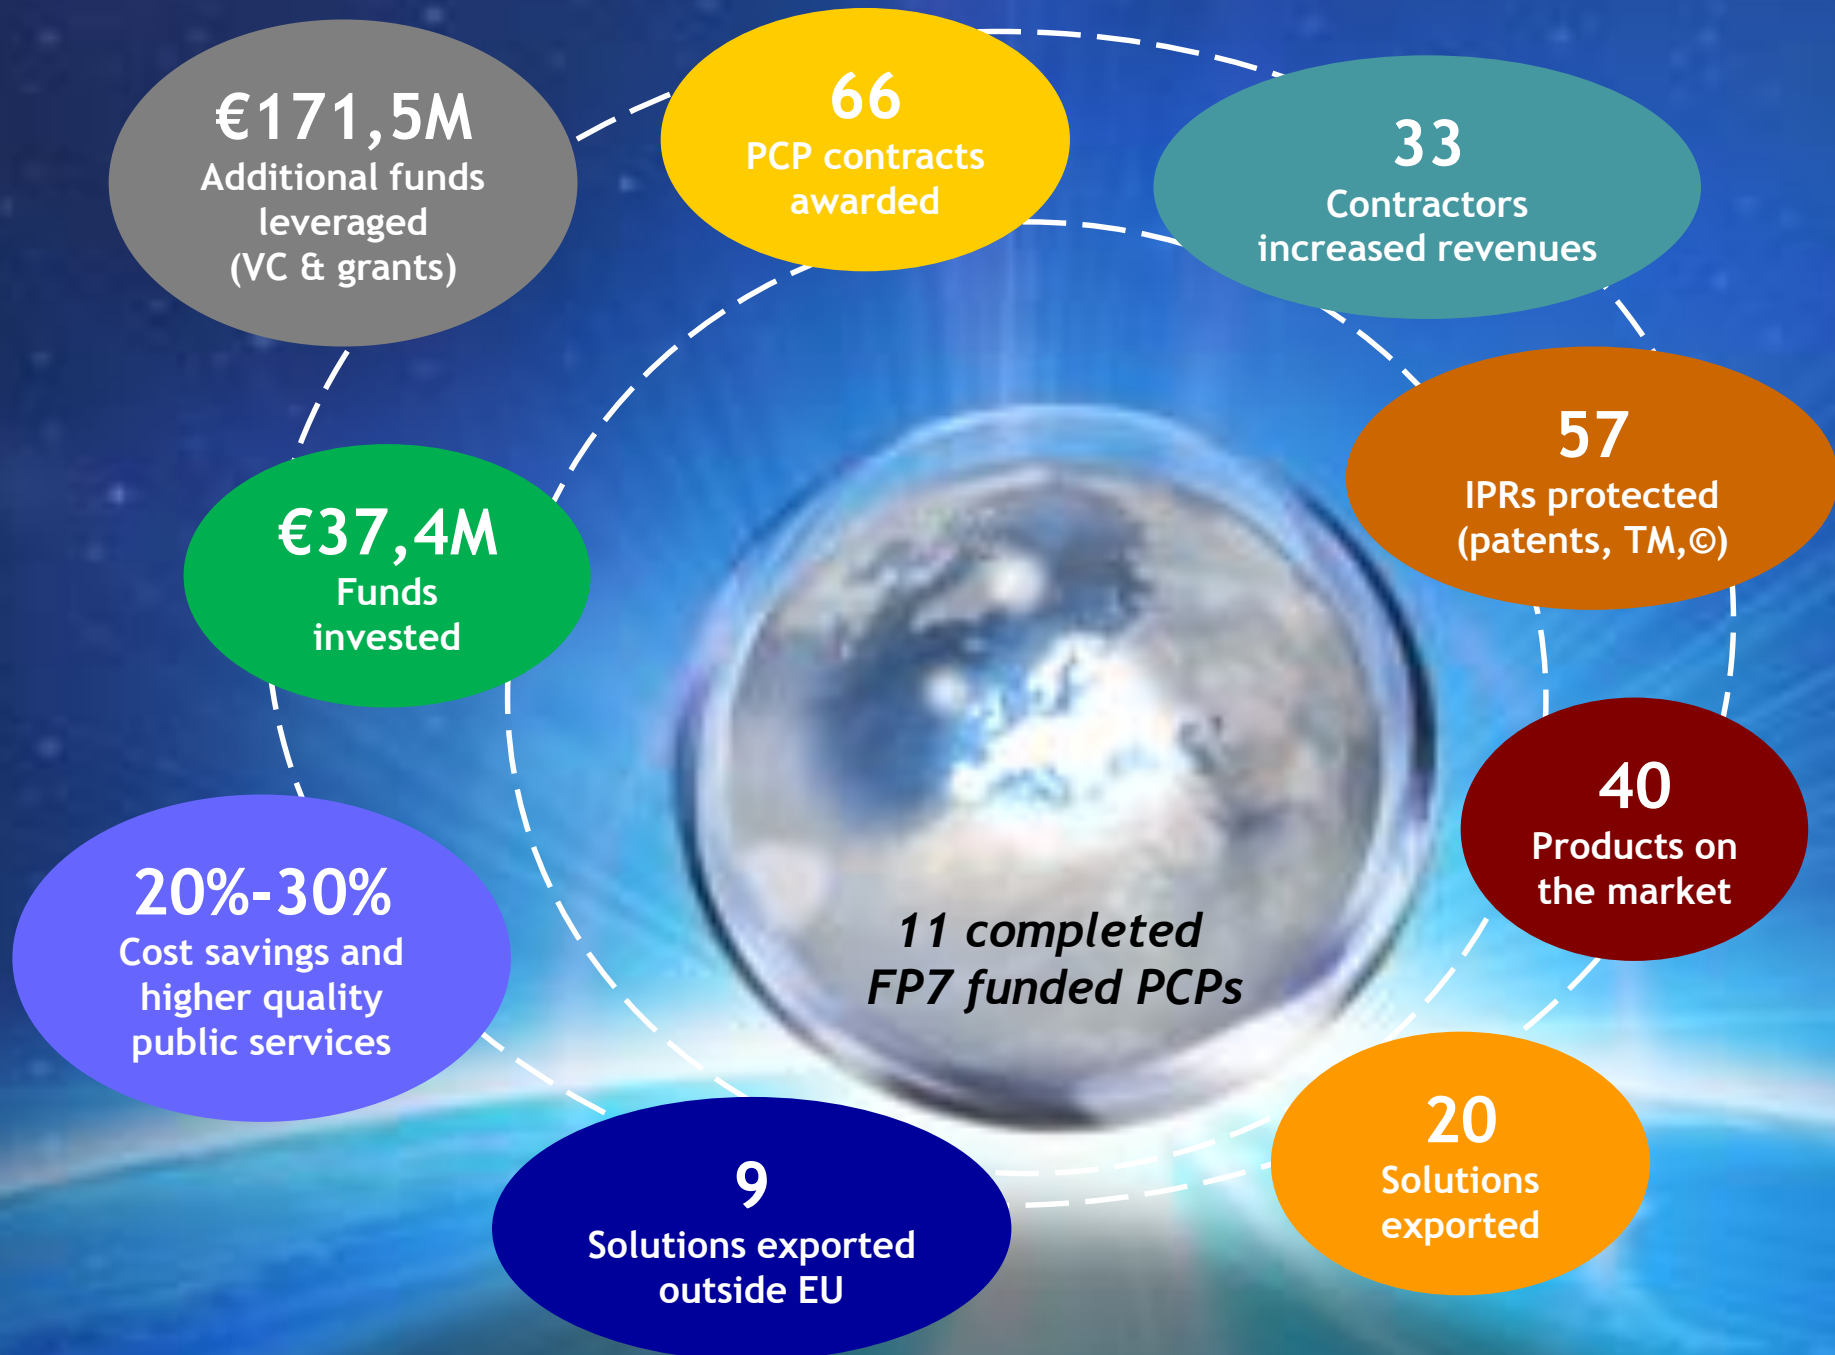 €171,5M
Additional funds
leveraged
(VC & grants)
66
PCP contracts
awarded
33
Contractors
increased revenues
57
IPRs protected
(patents, TM,©)
€37,4M
Funds
invested
40
Products on
the market
20%-30%
Cost savings and
higher quality
public services
11 completed
FP7 funded PCPs
20
Solutions
exported
9
Solutions exported
outside EU